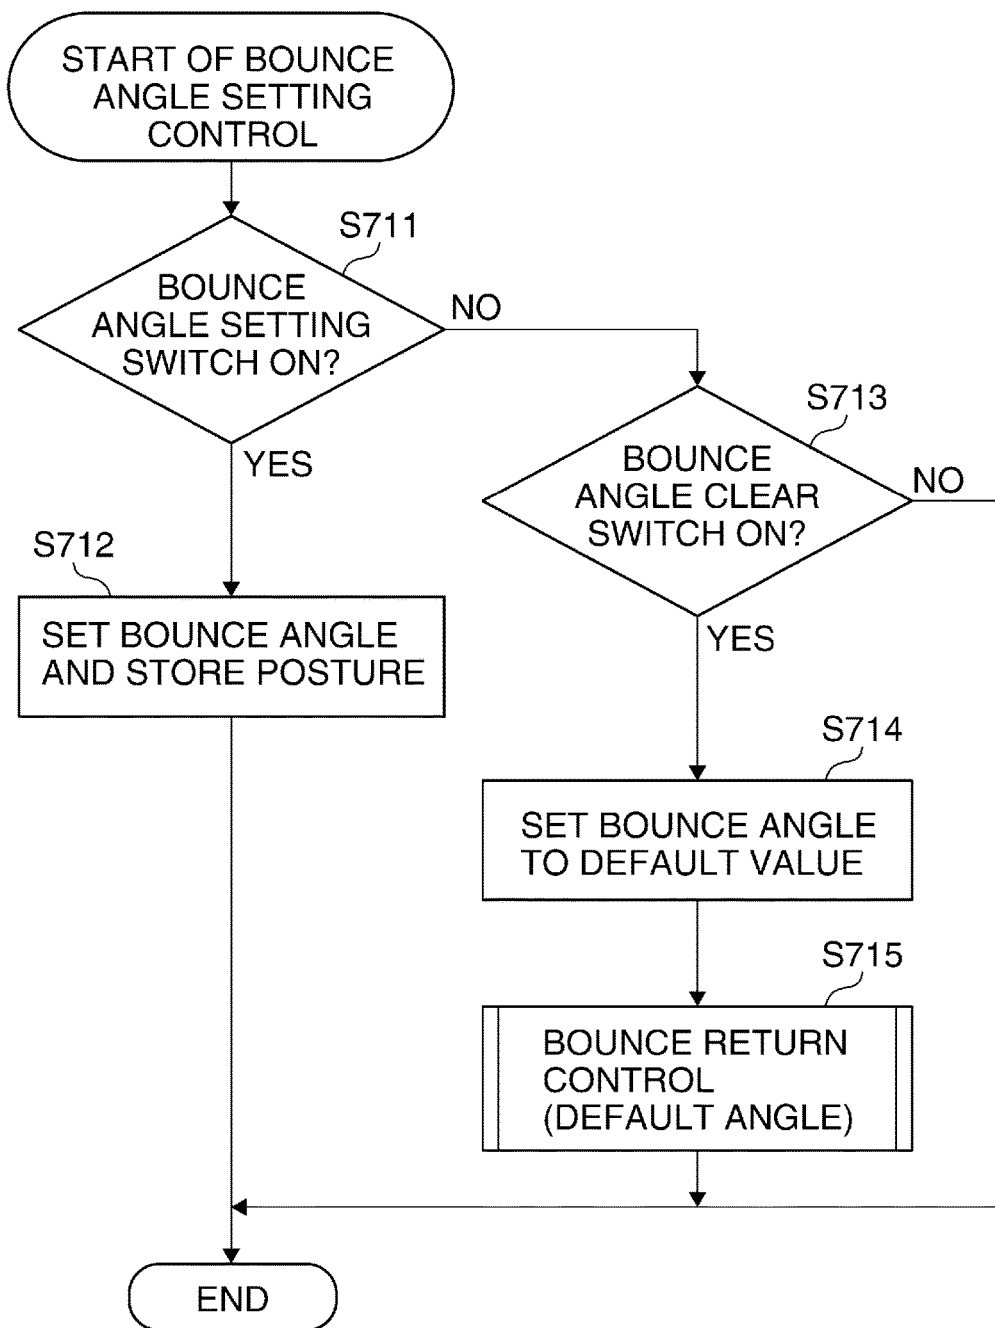 START OF BOUNCE
ANGLE SETTING
CONTROL
S711
BOUNCE
ANGLE SETTING
SWITCH ON?
NO
YES
S712
SET BOUNCE ANGLE
AND STORE POSTURE
S713
BOUNCE
ANGLE CLEAR
SWITCH ON?
NO
YES
S714
SET BOUNCE ANGLE
TO DEFAULT VALUE
S715
BOUNCE RETURN
CONTROL
(DEFAULT ANGLE)
END